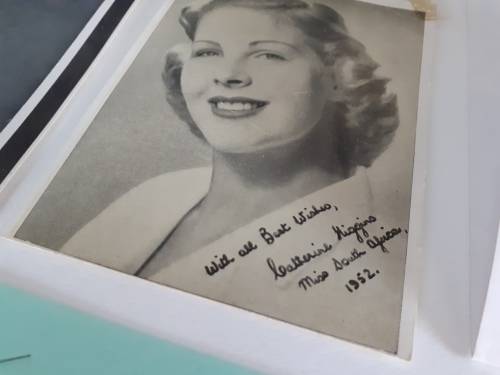 With all Best Wishes,
Catherine Higgins
Miss South Africa,
1952.